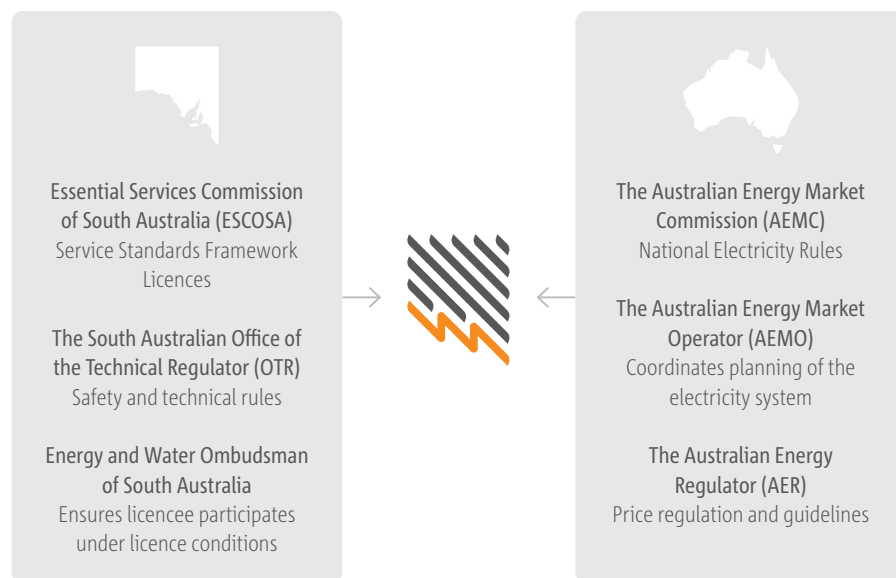 Essential Services Commission
of South Australia (ESCOSA)
Service Standards Framework
Licences
The South Australian Office of
the Technical Regulator (OTR)
Safety and technical rules
Energy and Water Ombudsman
of South Australia
Ensures licencee participates
under licence conditions
The Australian Energy Market
Commission (AEMC)
National Electricity Rules
The Australian Energy Market
Operator (AEMO)
Coordinates planning of the
electricity system
The Australian Energy
Regulator (AER)
Price regulation and guidelines